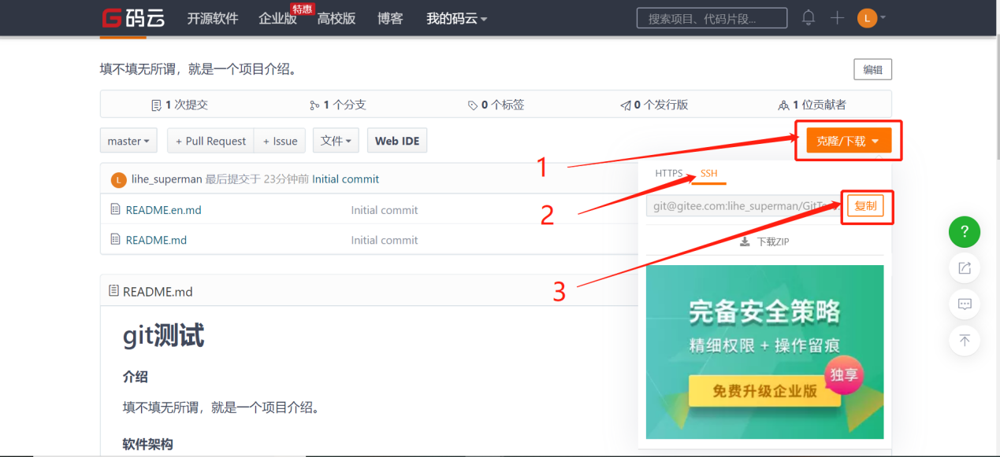 G码云 开源软件 企业版 特惠 高校版 博客 我的码云 搜索项目、代码片段... L
填不填无所谓，就是一个项目介绍。 编辑
1 次提交 1 个分支 0 个标签 0 个发行版 1 位贡献者
master + Pull Request + Issue 文件 Web IDE 克隆/下载
1
HTTPS SSH
L lihe_superman 最后提交于 23分钟前 Initial commit
2
git@gitee.com:lihe_superman/ 复制
README.en.md Initial commit
README.md Initial commit
下载ZIP
3
README.md
git测试
介绍
填不填无所谓，就是一个项目介绍。
软件架构
完备安全策略
精细权限 + 操作留痕
独享
免费升级企业版
?